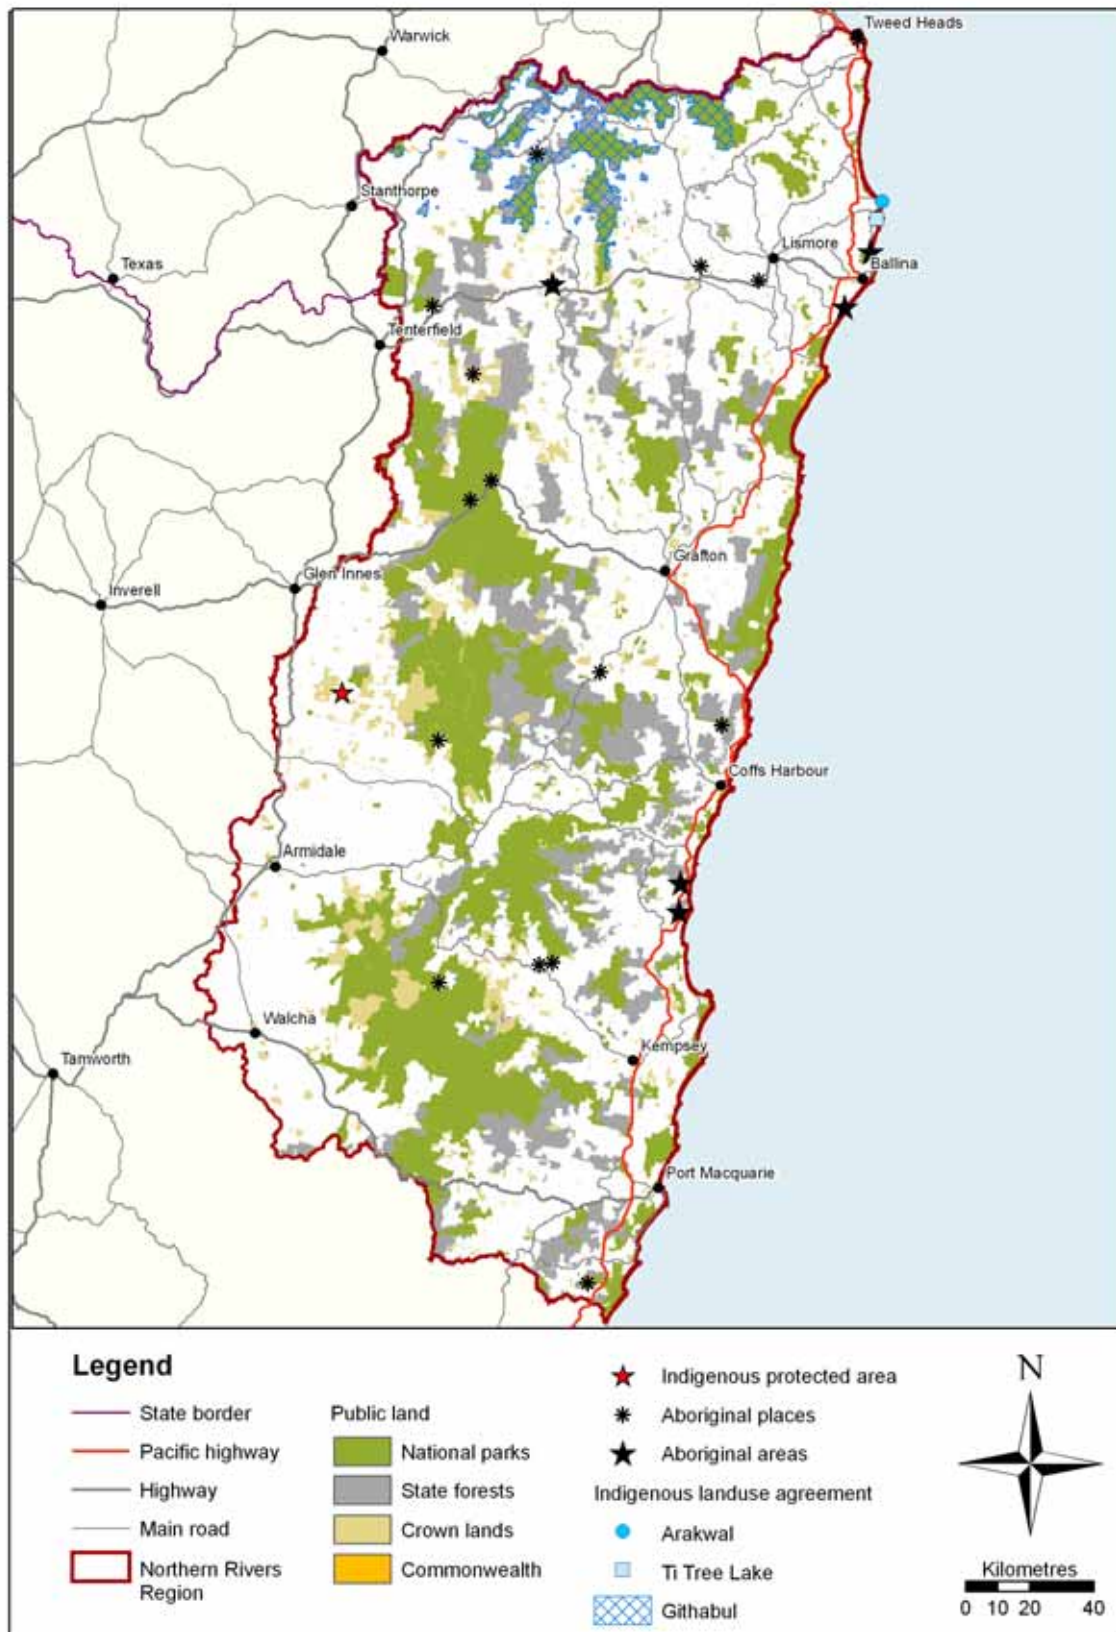 Tweed Heads
Warwick
Stanthorpe
Lismore
Texas
Ballina
Tenterfield
Grafton
Glen Innes
Inverell
Coffs Harbour
Armidale
Walcha
Kempsey
Tamworth
Port Macquarie
Legend
State border
Pacific highway
Highway
Main road
Northern Rivers
Region
Public land
National parks
State forests
Crown lands
Commonwealth
Indigenous protected area
Aboriginal places
Aboriginal areas
Indigenous landuse agreement
Arakwal
Ti Tree Lake
Githabul
N
Kilometres
0 10 20 40